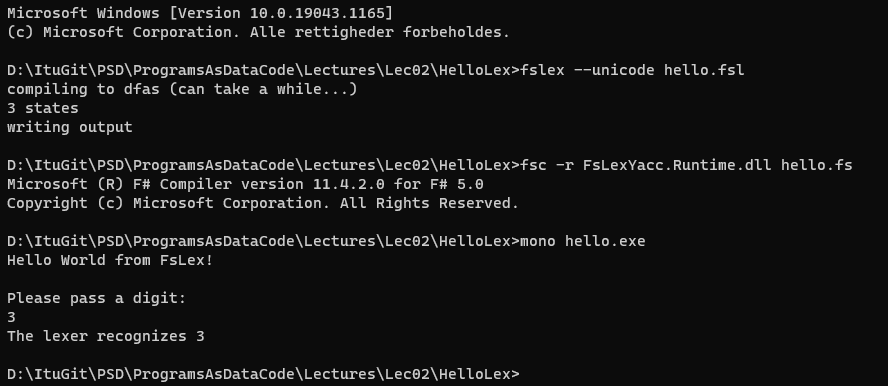 Microsoft Windows [Version 10.0.19043.1165]
(c) Microsoft Corporation. Alle rettigheder forbeholdes.
D:\ItuGit\PSD\ProgramsAsDataCode\Lectures\Lec02\HelloLex>fslex --unicode hello.fsl
compiling to dfas (can take a while...)
3 states
writing output
D:\ItuGit\PSD\ProgramsAsDataCode\Lectures\Lec02\HelloLex>fsc -r FsLexYacc.Runtime.dll hello.fs
Microsoft (R) F# Compiler version 11.4.2.0 for F# 5.0
Copyright (c) Microsoft Corporation. All Rights Reserved.
D:\ItuGit\PSD\ProgramsAsDataCode\Lectures\Lec02\HelloLex>mono hello.exe
Hello World from FsLex!
Please pass a digit:
3
The lexer recognizes 3
D:\ItuGit\PSD\ProgramsAsDataCode\Lectures\Lec02\HelloLex>